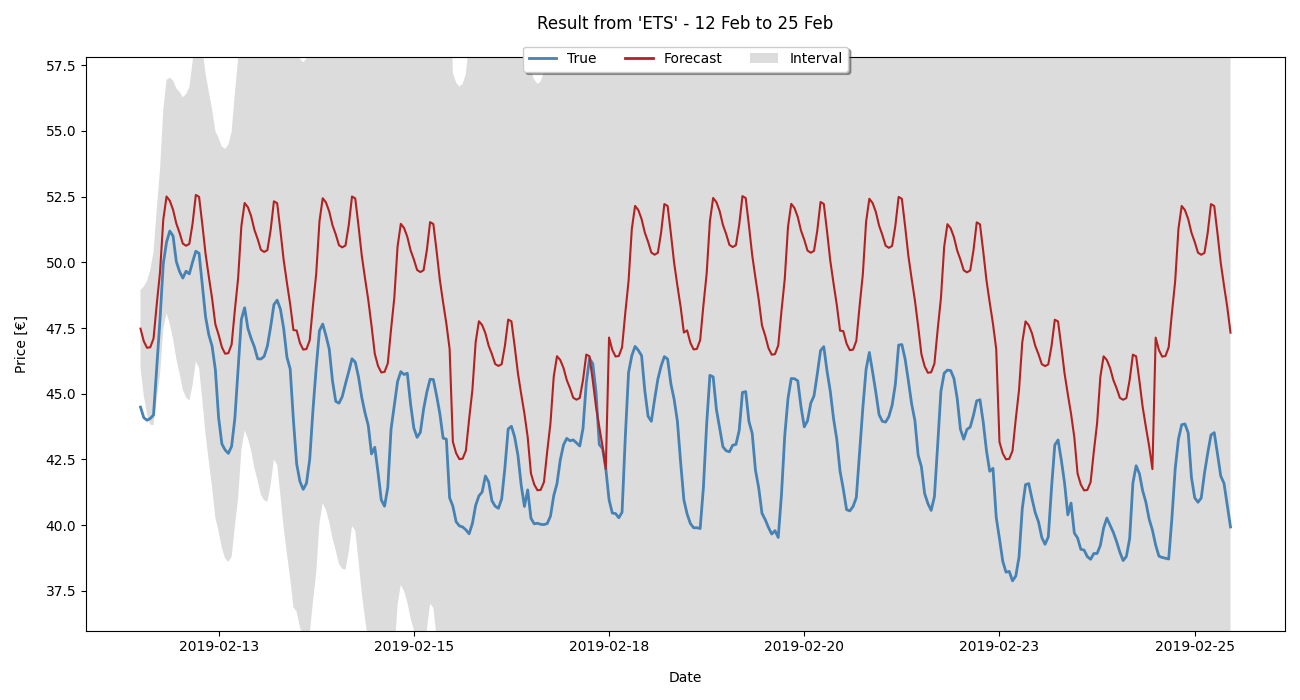 Result from 'ETS' - 12 Feb to 25 Feb
True Forecast Interval
57.5
55.0
52.5
50.0
47.5
45.0
42.5
40.0
37.5
Price [€]
2019-02-13 2019-02-15 2019-02-18 2019-02-20 2019-02-23 2019-02-25
Date